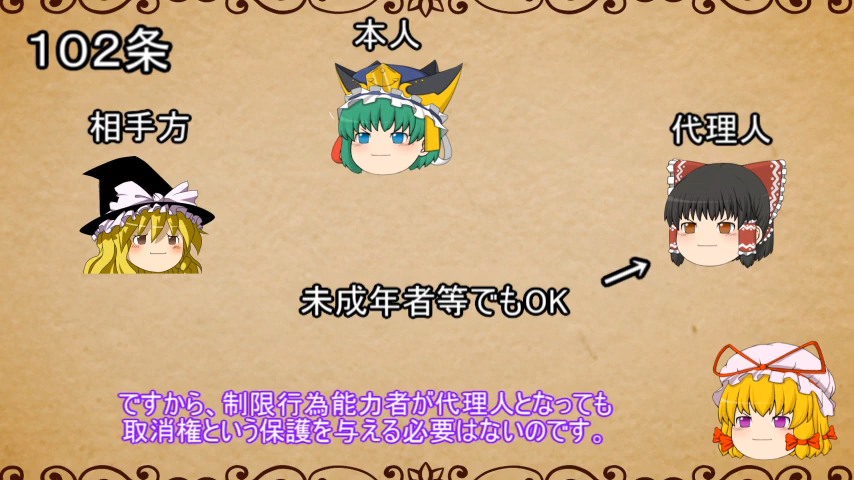 102条
本人
相手方
代理人
未成年者等でもOK
ですから、制限行為能力者が代理人となっても
取消権という保護を与える必要はないのです。